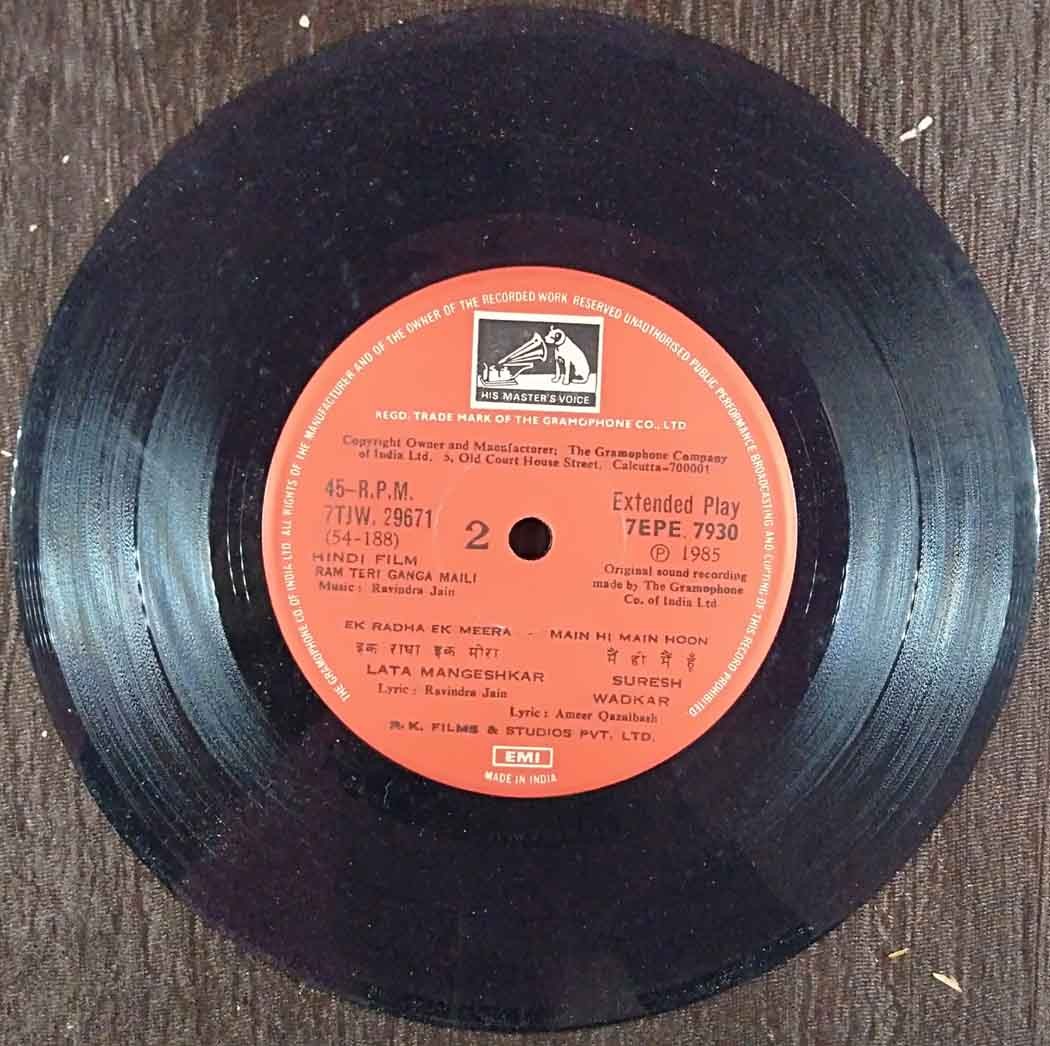 THE GRAMOPHONE CO. OF INDIA LTD. ALL RIGHTS OF THE MANUFACTURER AND OF THE OWNER OF THE RECORDED WORK RESERVED UNAUTHORISED PUBLIC PERFORMANCE BROADCASTING AND COPYING OF THIS RECORD PROHIBITED
HIS MASTER'S VOICE
REGD. TRADE MARK OF THE GRAMOPHONE CO., LTD
Copyright Owner and Manufacturer; The Gramophone Company
of India Ltd. 5, Old Court House Street, Calcutta-700001
45-R.P.M.
7TJW. 29671
(54-188)
HINDI FILM
RAM TERI GANGA MAILI
Music : Ravindra Jain
2
Extended Play
7EPE. 7930
Ⓟ 1985
Original sound recording
made by The Gramophone
Co. of India Ltd
EK RADHA EK MEERA - MAIN HI MAIN HOON
इक राधा इक मीरा मैं ही मैं हूँ
LATA MANGESHKAR
Lyric : Ravindra Jain
SURESH
WADKAR
Lyric : Ameer Qazalbash
R. K. FILMS & STUDIOS PVT. LTD.
EMI
MADE IN INDIA